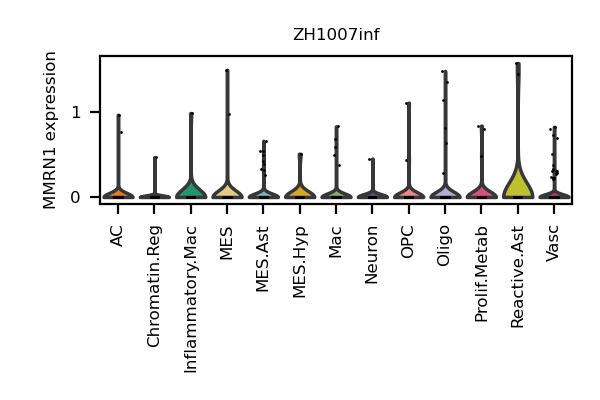 ZH1007inf
MMRN1 expression
1
0
AC
Chromatin.Reg
Inflammatory.Mac
MES
MES.Ast
MES.Hyp
Mac
Neuron
OPC
Oligo
Prolif.Metab
Reactive.Ast
Vasc